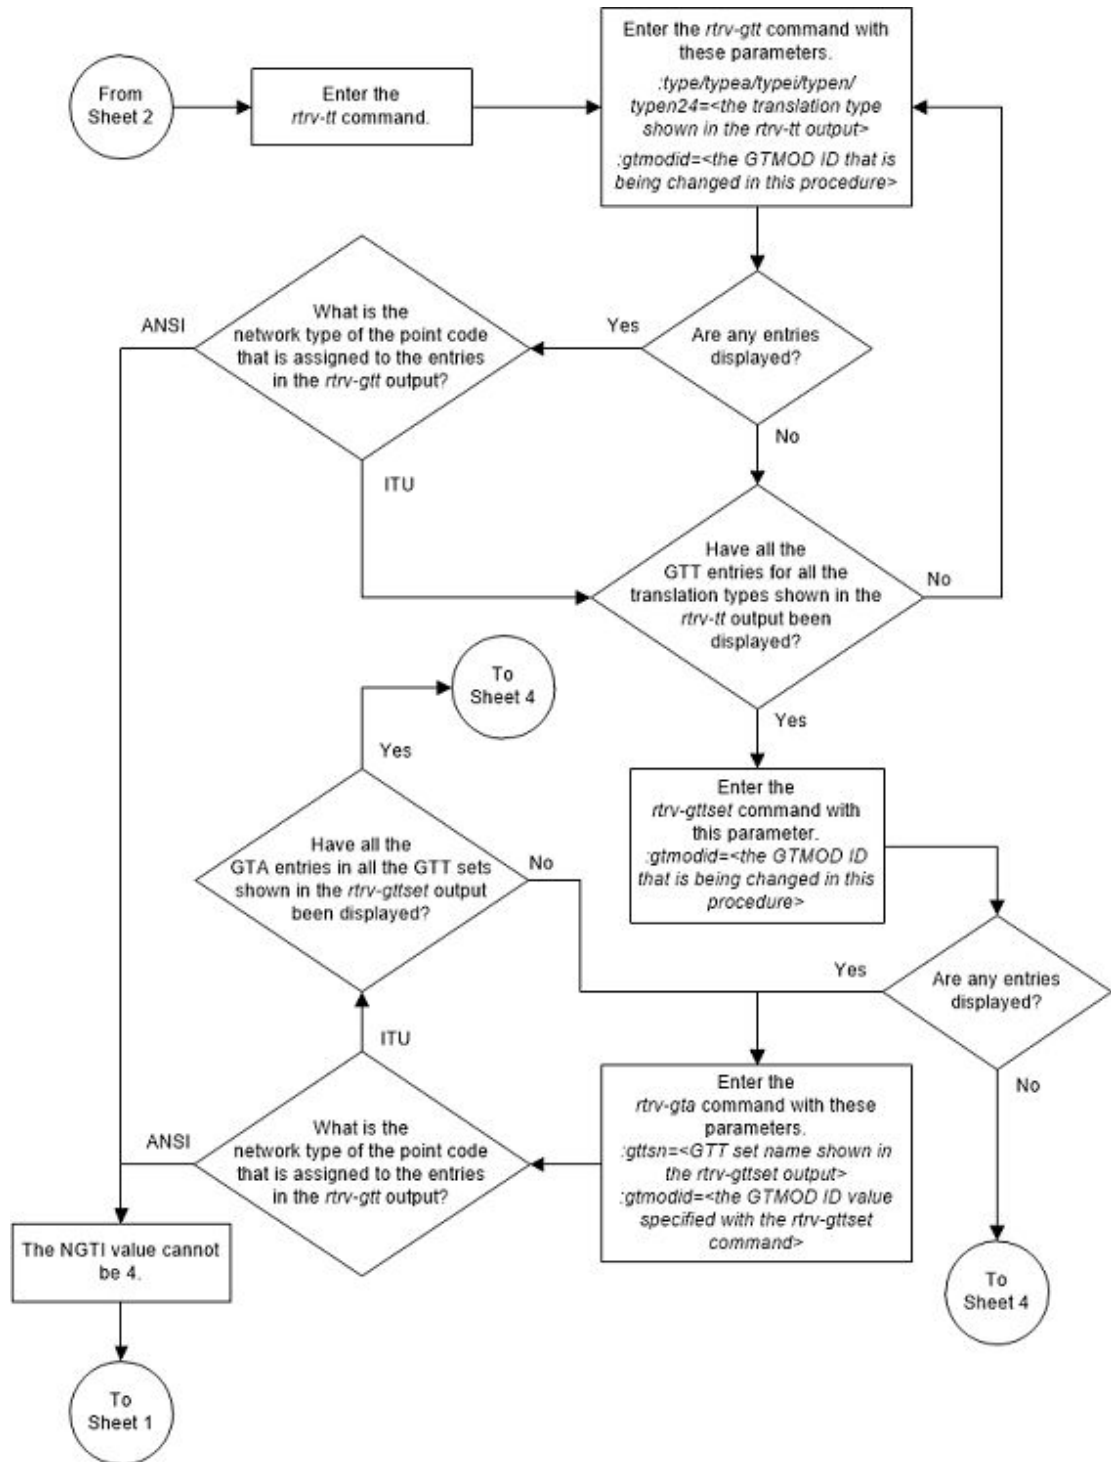 From
Sheet 2
Enter the
rtrv-tt command.
Enter the rtrv-gtt command with
these parameters.
:type/typea/typei/typen/
typen24=<the translation type
shown in the rtrv-tt output>
:gtmodid=<the GTMOD ID that is
being changed in this procedure>
What is the
network type of the point code
that is assigned to the entries
in the rtrv-gtt output?
ANSI
Yes
Are any entries
displayed?
No
ITU
Have all the
GTT entries for all the
translation types shown in the
rtrv-tt output been
displayed?
No
To
Sheet 4
Yes
Yes
Enter the
rtrv-gttset command with
this parameter.
:gtmodid=<the GTMOD ID
that is being changed in this
procedure>
Have all the
GTA entries in all the GTT sets
shown in the rtrv-gttset output
been displayed?
No
Yes
Are any entries
displayed?
No
ITU
Enter the
rtrv-gta command with these
parameters.
:gttsn=<GTT set name shown in
the rtrv-gttset output>
:gtmodid=<the GTMOD ID value
specified with the rtrv-gttset
command>
What is the
network type of the point code
that is assigned to the entries
in the rtrv-gtt output?
ANSI
The NGTI value cannot
be 4.
To
Sheet 4
To
Sheet 1